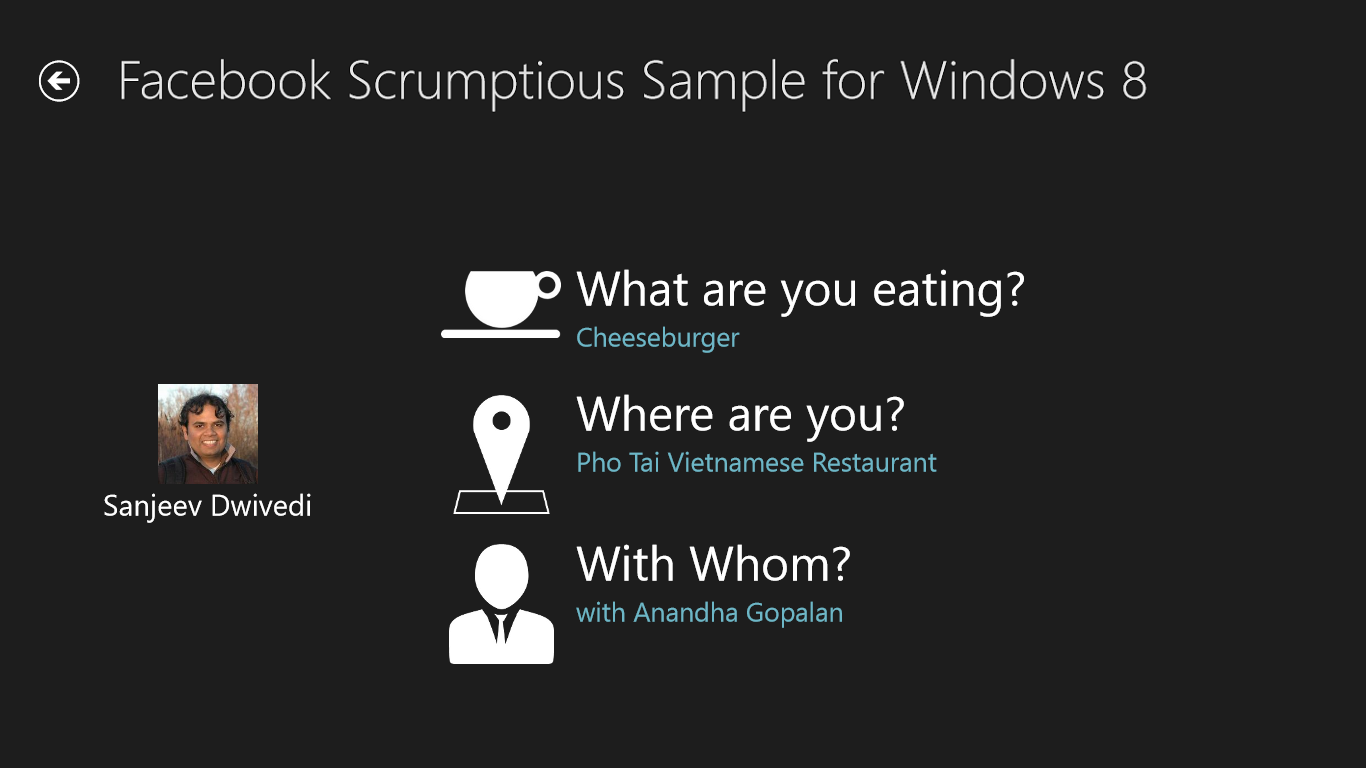 Facebook Scrumptious Sample for Windows 8
What are you eating?
Cheeseburger
Where are you?
Pho Tai Vietnamese Restaurant
Sanjeev Dwivedi
With Whom?
with Anandha Gopalan